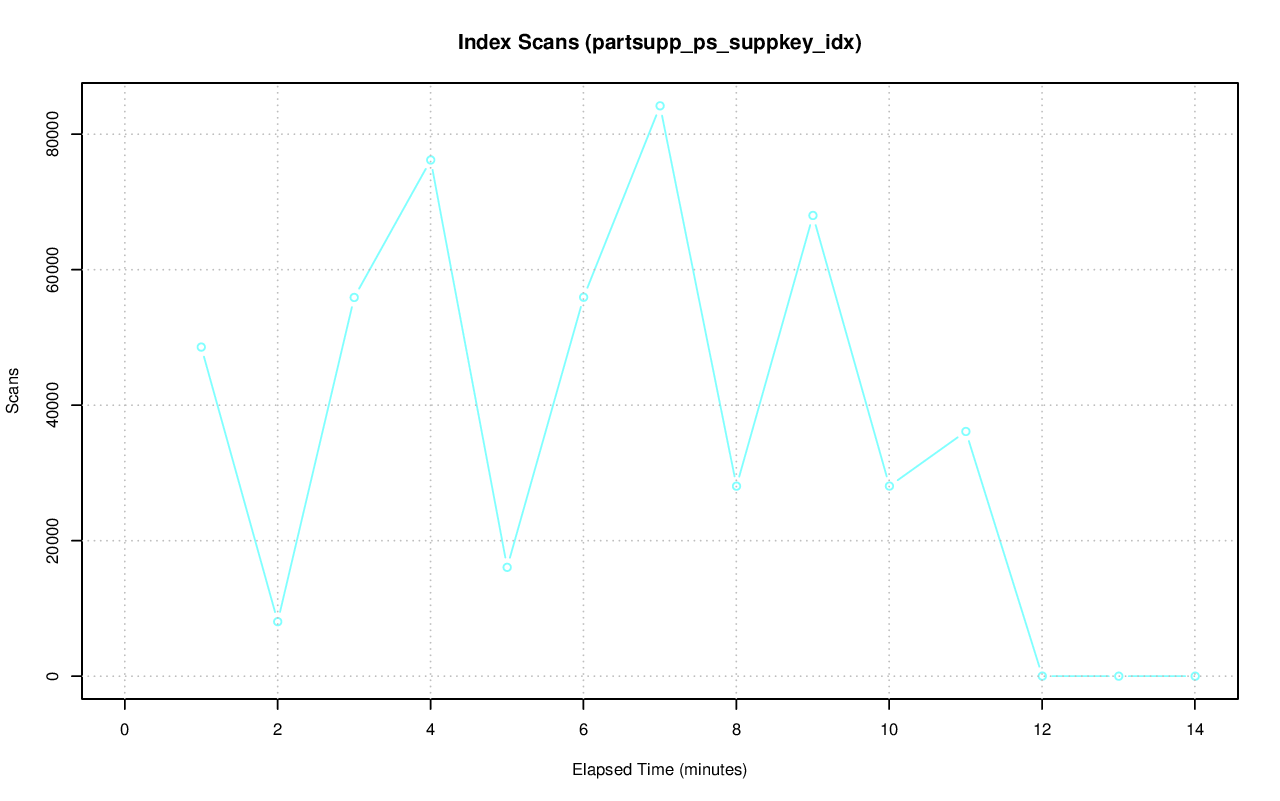 Index Scans (partsupp_ps_suppkey_idx)
80000
60000
40000
20000
0
Scans
0 2 4 6 8 10 12 14
Elapsed Time (minutes)